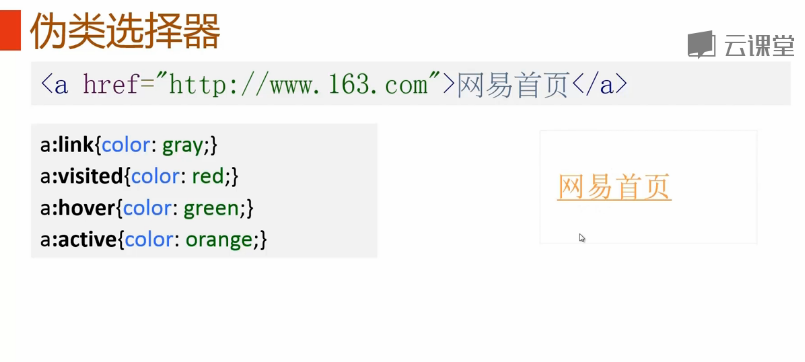 伪类选择器
云课堂
<a href="http://www.163.com">网易首页</a>
a:link{color: gray;}
a:visited{color: red;}
a:hover{color: green;}
a:active{color: orange;}
网易首页